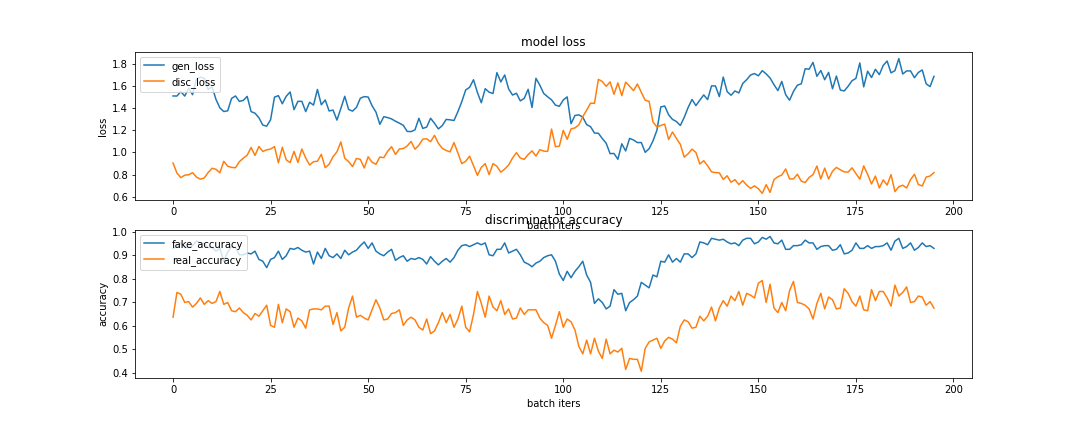 model loss
gen_loss
disc_loss
loss
1.8
1.6
1.4
1.2
1.0
0.8
0.6
0 25 50 75 100 125 150 175 200
batch iters
discriminator accuracy
fake_accuracy
real_accuracy
accuracy
1.0
0.9
0.8
0.7
0.6
0.5
0.4
0 25 50 75 100 125 150 175 200
batch iters